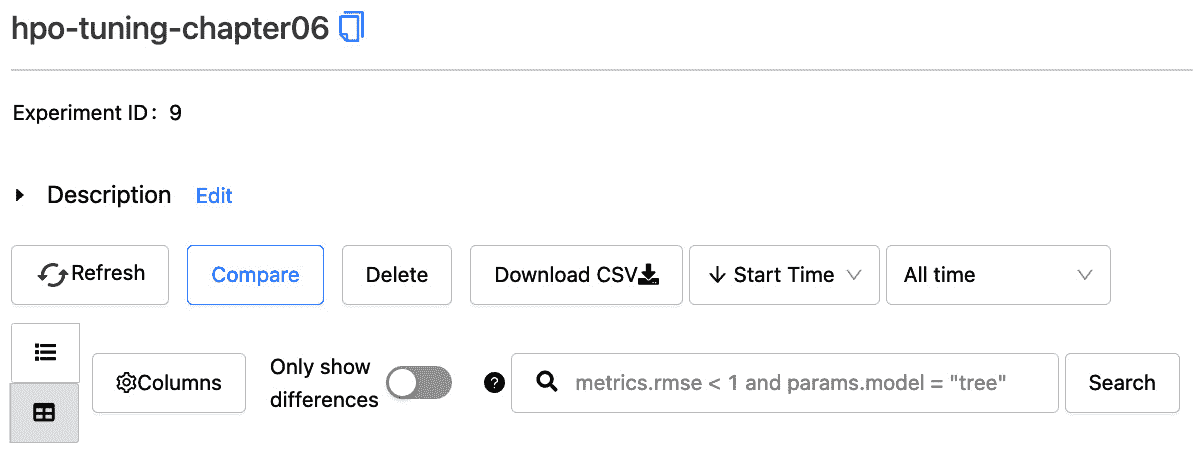 hpo-tuning-chapter06
Experiment ID: 9
Description Edit
Refresh Compare Delete Download CSV Start Time All time
Only show
differences
Columns ? metrics.rmse < 1 and params.model = "tree" Search